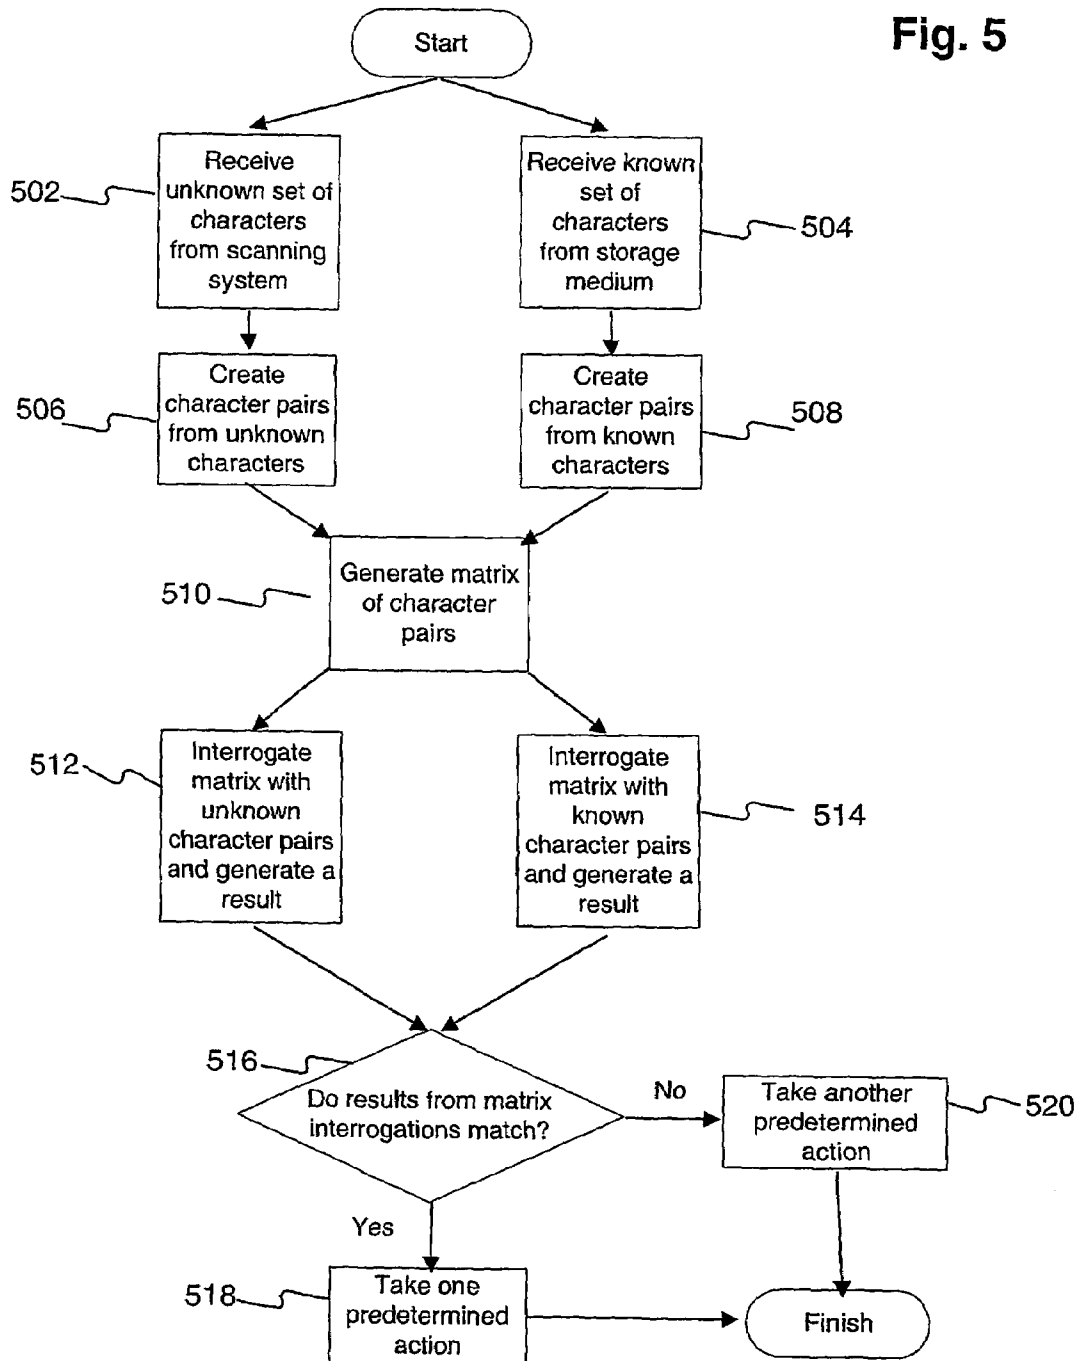 Fig. 5
Start
502
Receive
unknown set of
characters
from scanning
system
Receive known
set of
characters
from storage
medium
504
506
Create
character pairs
from unknown
characters
Create
character pairs
from known
characters
508
510
Generate matrix
of character
pairs
512
Interrogate
matrix with
unknown
character pairs
and generate a
result
Interrogate
matrix with
known
character pairs
and generate a
result
514
516
Do results from matrix
interrogations match?
No
Take another
predetermined
action
520
Yes
518
Take one
predetermined
action
Finish